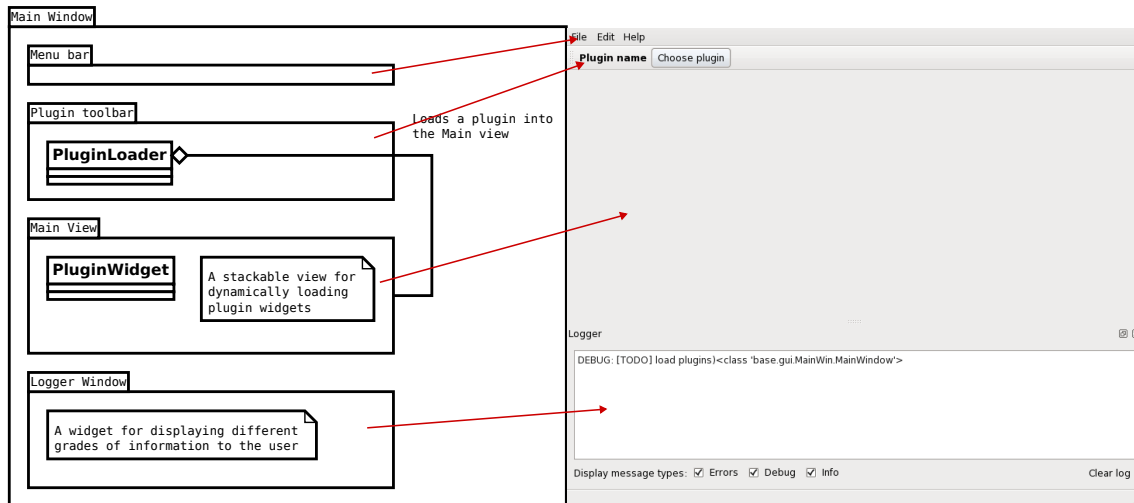 Main Window
Menu bar
Plugin toolbar
PluginLoader
Loads a plugin into
the Main view
Main View
PluginWidget
A stackable view for
dynamically loading
plugin widgets
Logger Window
A widget for displaying different
grades of information to the user
File Edit Help
Plugin name Choose plugin
Logger
DEBUG: [TODO] load plugins)<class 'base.gui.MainWin.MainWindow'>
Display message types: Errors Debug Info Clear log